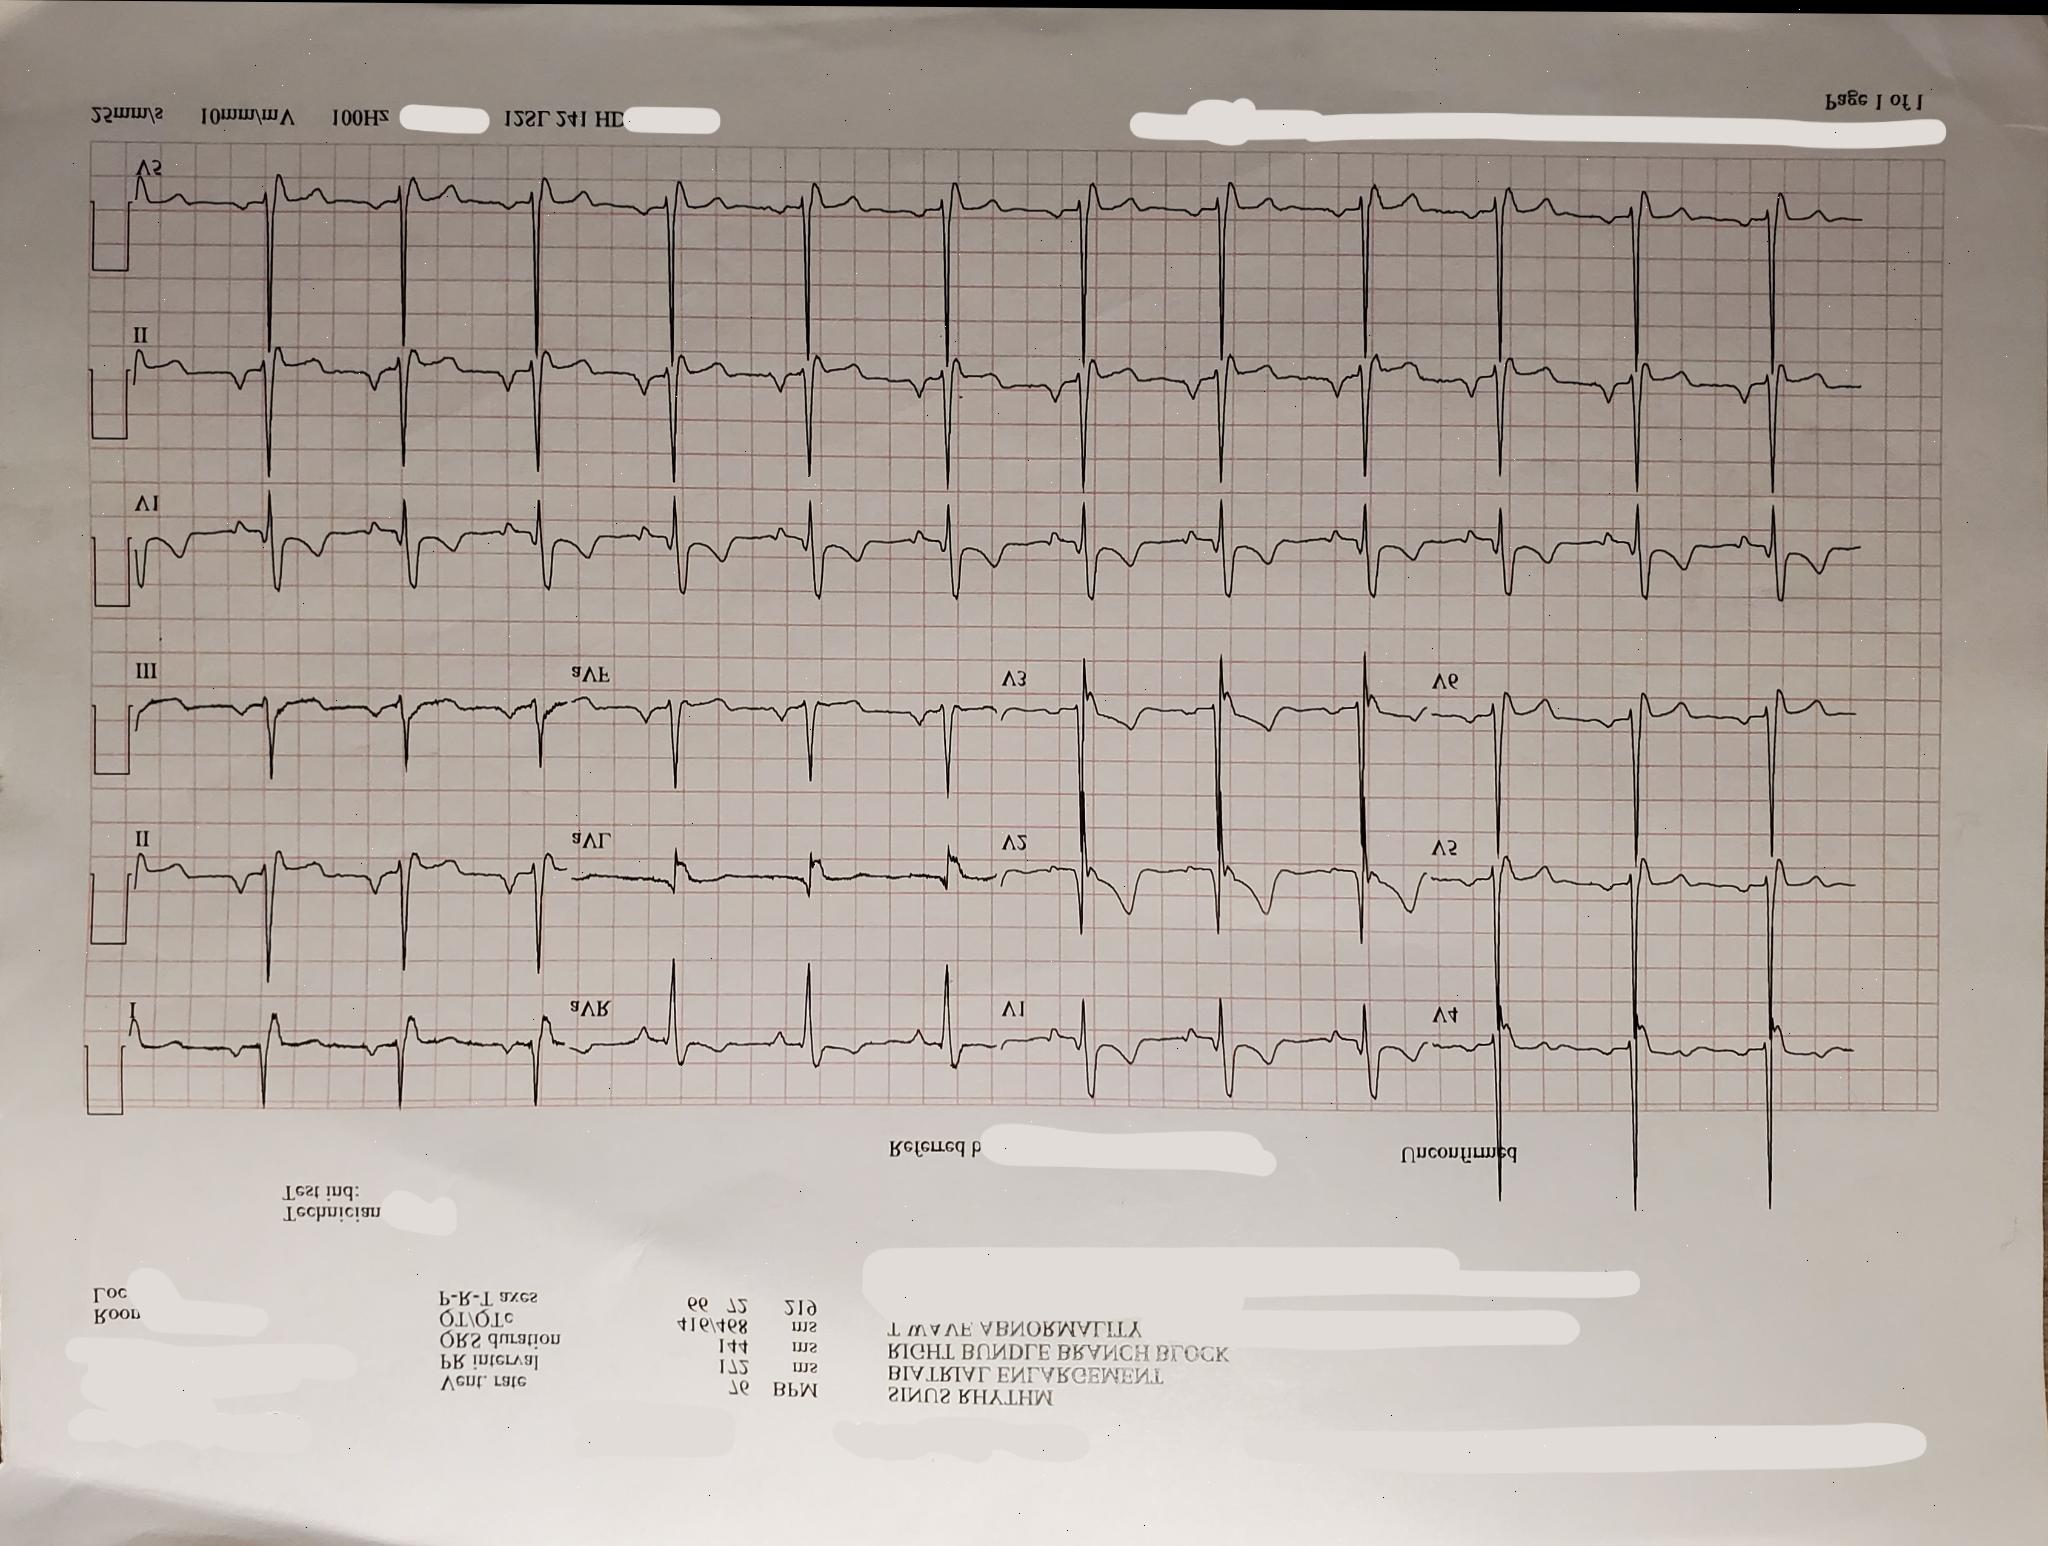 Vent. rate 76 BPM
PR interval 172 ms
QRS duration 144 ms
QT/QTc 416/468 ms
P-R-T axes 66 72 219
SINUS RHYTHM
BIATRIAL ENLARGEMENT
RIGHT BUNDLE BRANCH BLOCK
T WAVE ABNORMALITY
Loc
Technician
Test ind:
Referred b
Unconfirmed
I aVR V1 V4
II aVL V2 V5
III aVF V3 V6
V1
II
V5
25mm/s 10mm/mV 100Hz 12SL 241 HD Page 1 of 1